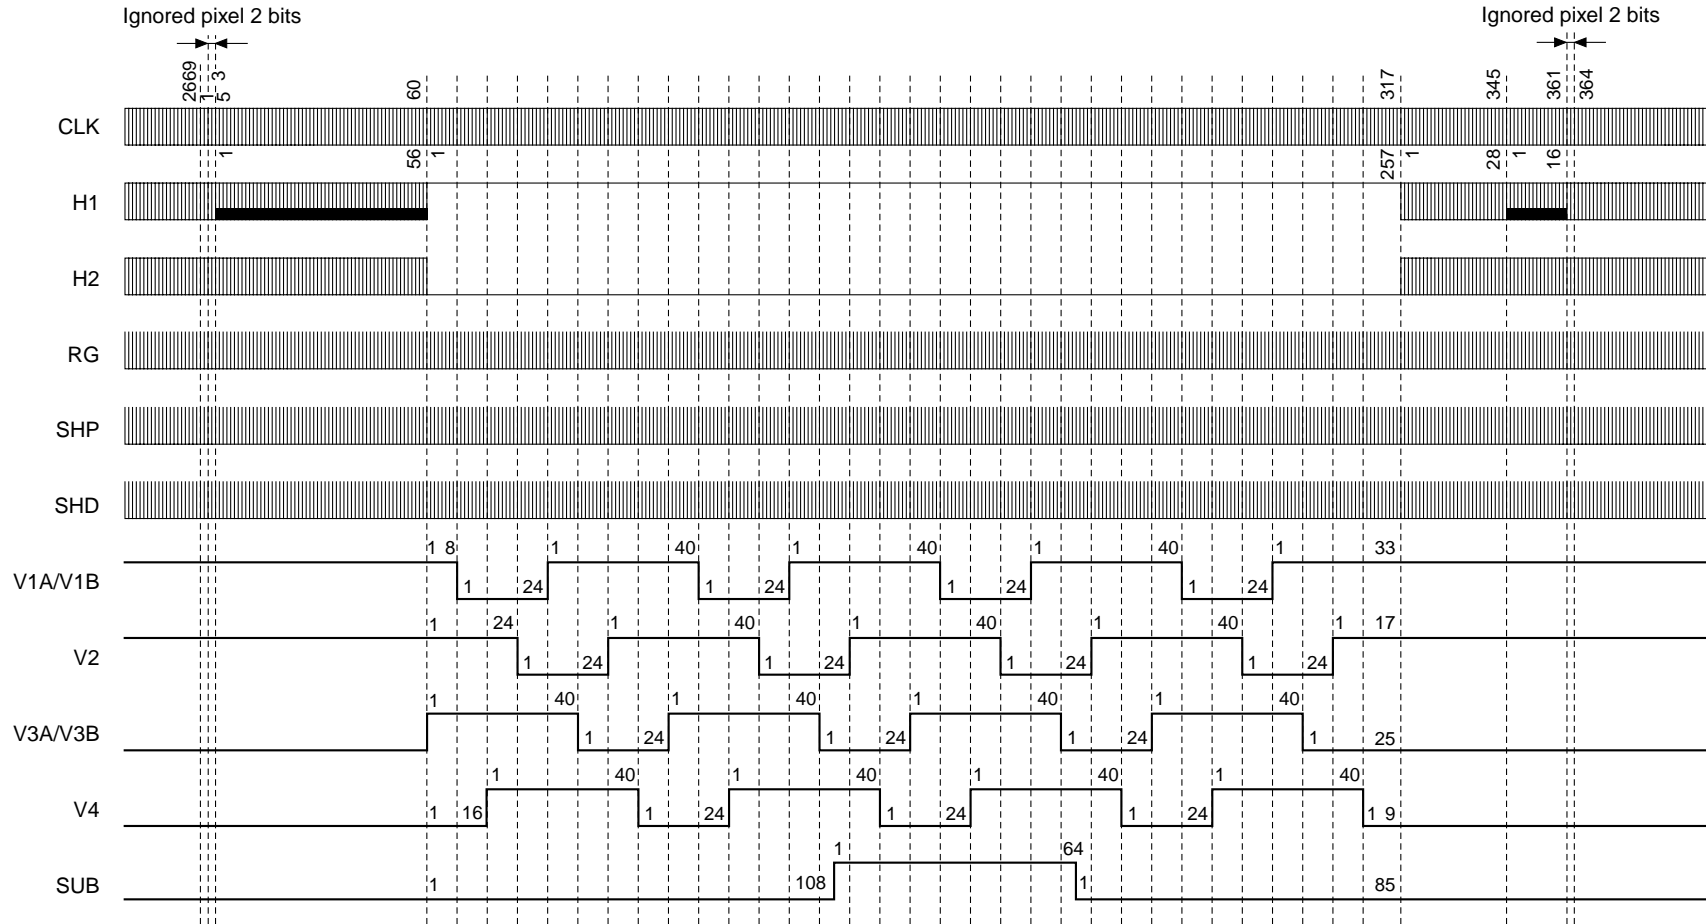 Ignored pixel 2 bits
Ignored pixel 2 bits
2669 1 3 5 60 317 345 361 364
CLK
1 56 1 257 1 28 1 16
H1
H2
RG
SHP
SHD
1 8 1 40 1 40 1 40 1 33
V1A/V1B
1 24 1 24 1 24 1 24
1 24 1 40 1 40 1 40 1 17
V2
1 24 1 24 1 24 1 24
1 40 1 40 1 40 1 40
V3A/V3B
1 24 1 24 1 24 1 25
1 40 1 40 1 40 1 40
V4
1 16 1 24 1 24 1 24 1 9
1 64
SUB
1 108 1 85